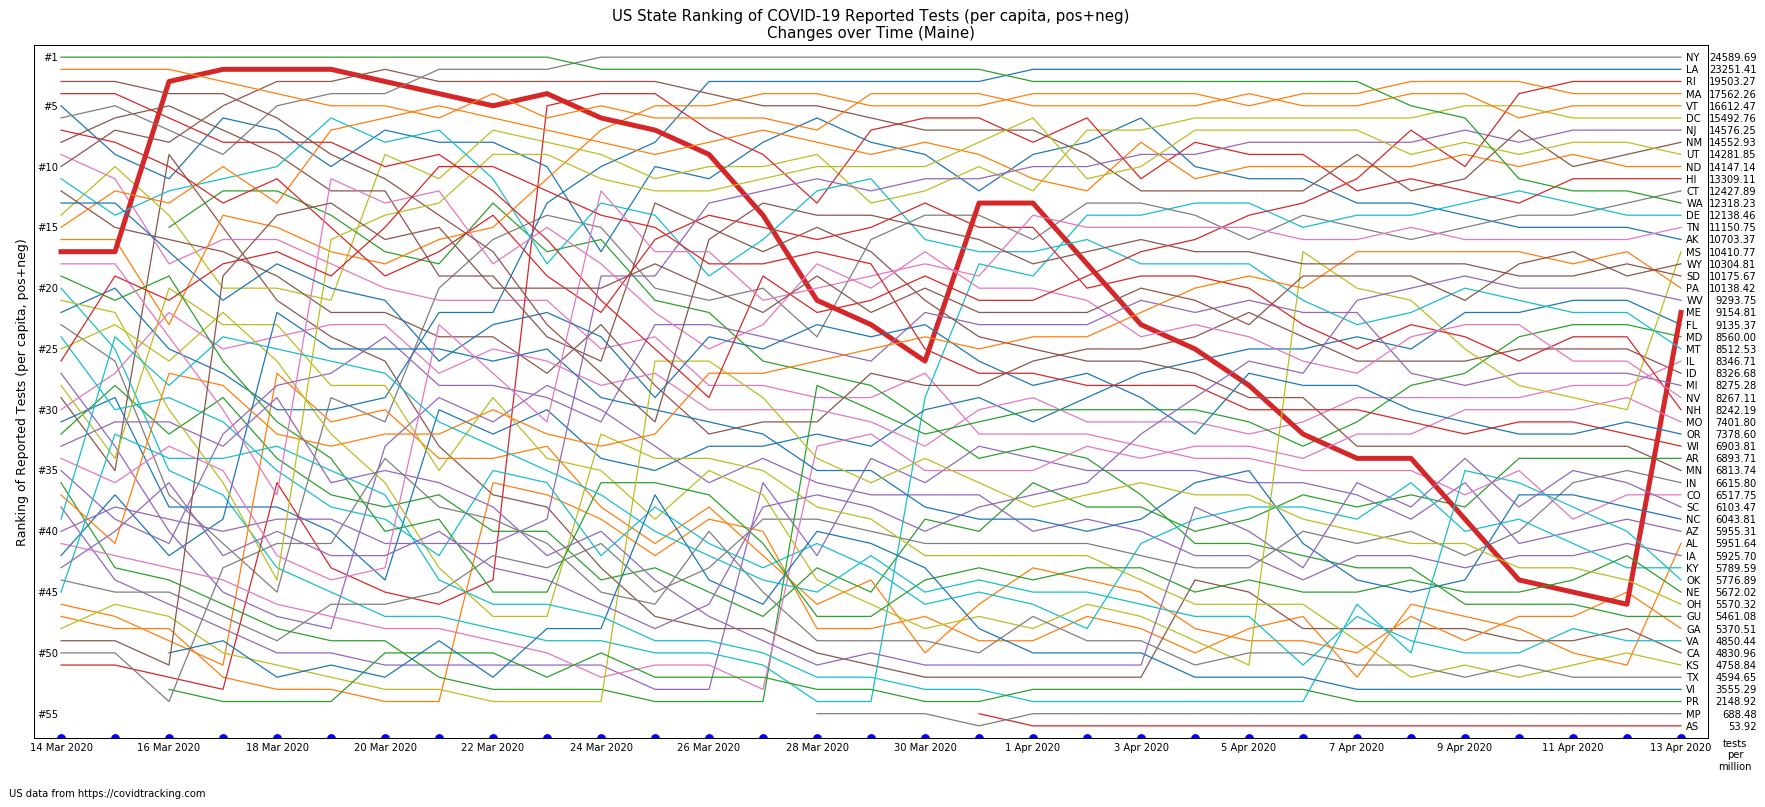 US State Ranking of COVID-19 Reported Tests (per capita, pos+neg)
Changes over Time (Maine)
Ranking of Reported Tests (per capita, pos+neg)
#1
#5
#10
#15
#20
#25
#30
#35
#40
#45
#50
#55
NY 24589.69
LA 23251.41
RI 19503.27
MA 17562.26
VT 16612.47
DC 15492.76
NJ 14576.25
NM 14552.93
UT 14281.85
ND 14147.14
HI 13309.11
CT 12427.89
WA 12318.23
DE 12138.46
TN 11150.75
AK 10703.37
MS 10410.77
WY 10304.81
SD 10175.67
PA 10138.42
WV 9293.75
ME 9154.81
FL 9135.37
MD 8560.00
MT 8512.53
IL 8346.71
ID 8326.68
MI 8275.28
NV 8267.11
NH 8242.19
MO 7401.80
OR 7378.60
WI 6903.81
AR 6893.71
MN 6813.74
IN 6615.80
CO 6517.75
SC 6103.47
NC 6043.81
AZ 5955.31
AL 5951.64
IA 5925.70
KY 5789.59
OK 5776.89
NE 5672.02
OH 5570.32
GU 5461.08
GA 5370.51
VA 4850.44
CA 4830.96
KS 4758.84
TX 4594.65
VI 3555.29
PR 2148.92
MP 688.48
AS 53.92
14 Mar 2020 16 Mar 2020 18 Mar 2020 20 Mar 2020 22 Mar 2020 24 Mar 2020 26 Mar 2020 28 Mar 2020 30 Mar 2020 1 Apr 2020 3 Apr 2020 5 Apr 2020 7 Apr 2020 9 Apr 2020 11 Apr 2020 13 Apr 2020
tests
per
million
US data from https://covidtracking.com